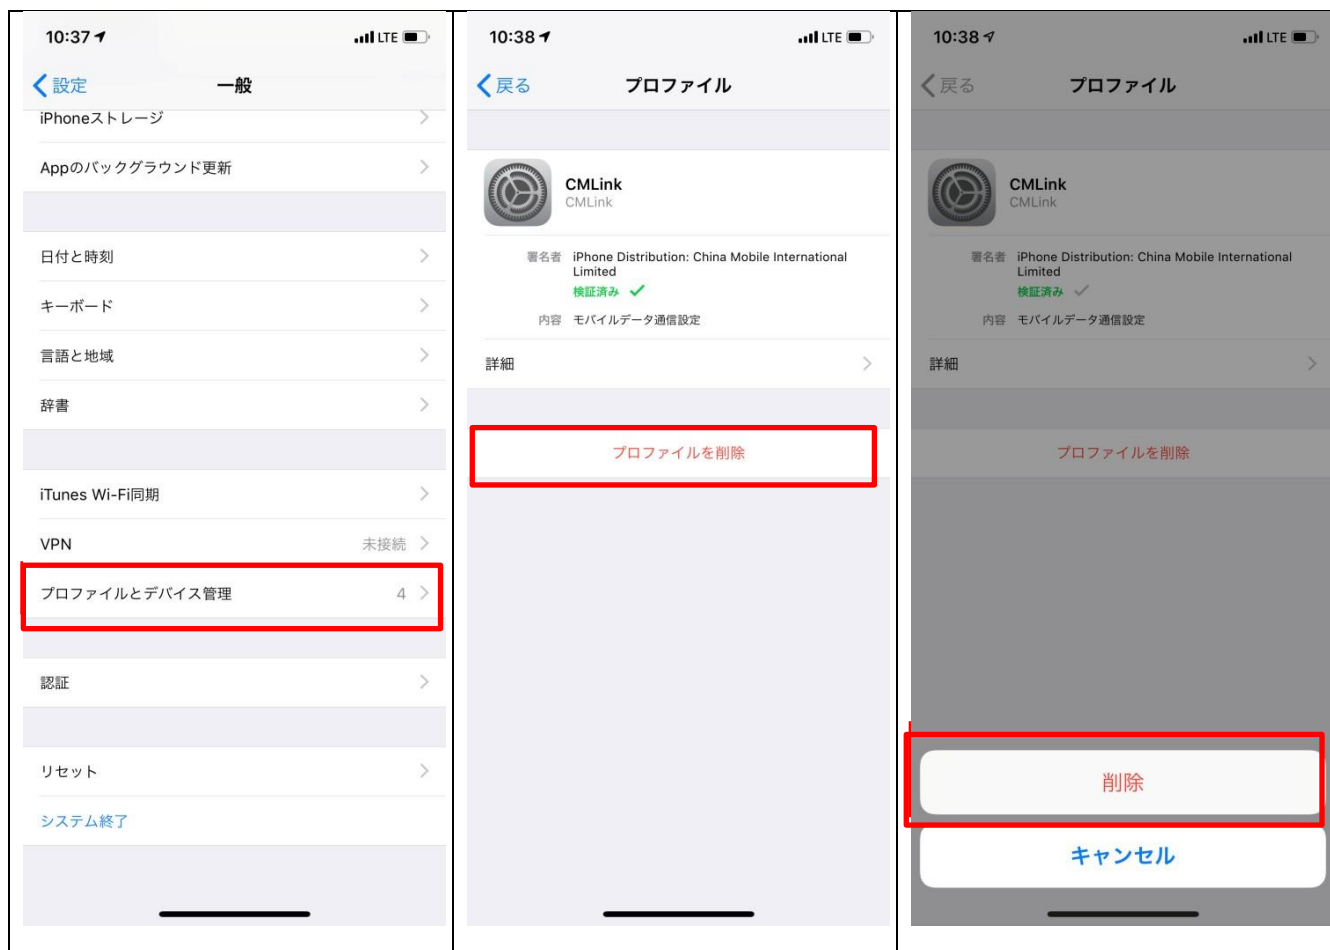 10:37
LTE
設定
一般
iPhoneストレージ
Appのバックグラウンド更新
日付と時刻
キーボード
言語と地域
辞書
iTunes Wi-Fi同期
VPN 未接続
プロファイルとデバイス管理 4
認証
リセット
システム終了
10:38
LTE
戻る
プロファイル
CMLink
CMLink
署名者 iPhone Distribution: China Mobile International
Limited
検証済み
内容 モバイルデータ通信設定
詳細
プロファイルを削除
10:38
LTE
戻る
プロファイル
CMLink
CMLink
署名者 iPhone Distribution: China Mobile International
Limited
検証済み
内容 モバイルデータ通信設定
詳細
プロファイルを削除
削除
キャンセル